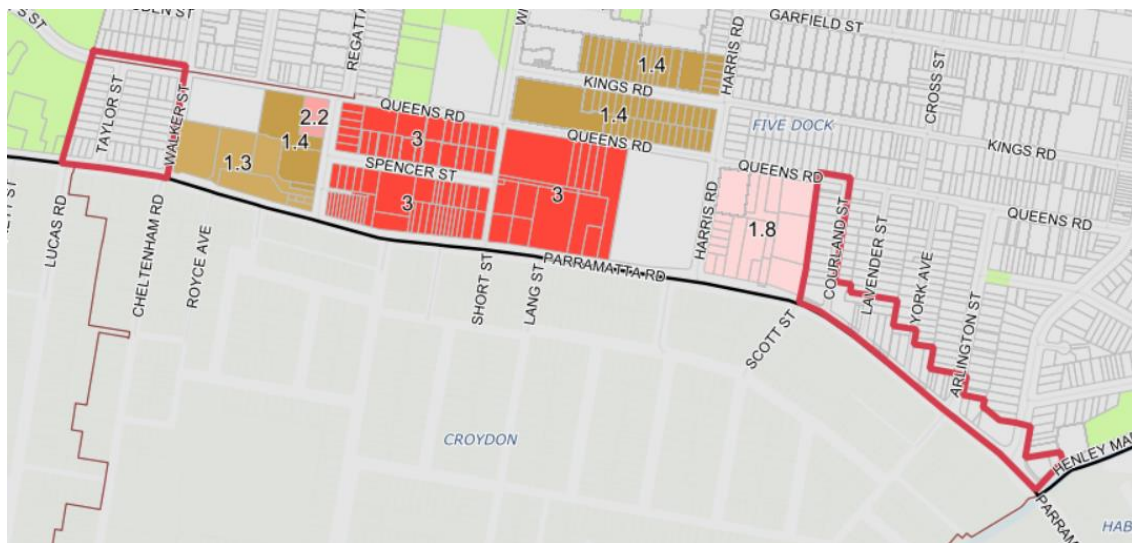 GARFIELD ST
REGATTA
HARRIS RD
CROSS ST
1.4
KINGS RD
TAYLOR ST
WALKER ST
2.2
QUEENS RD
1.4
FIVE DOCK
1.4
3
QUEENS RD
KINGS RD
1.3
SPENCER ST
QUEENS RD
3
3
HARRIS RD
1.8
QUEENS RD
LUCAS RD
CHELTENHAM RD
ROYCE AVE
PARRAMATTA RD
COURLAND ST
LAVENDER ST
YORK AVE
SHORT ST
LANG ST
SCOTT ST
ARLINGTON ST
CROYDON
HENLEY MA
PARRAM
HAB